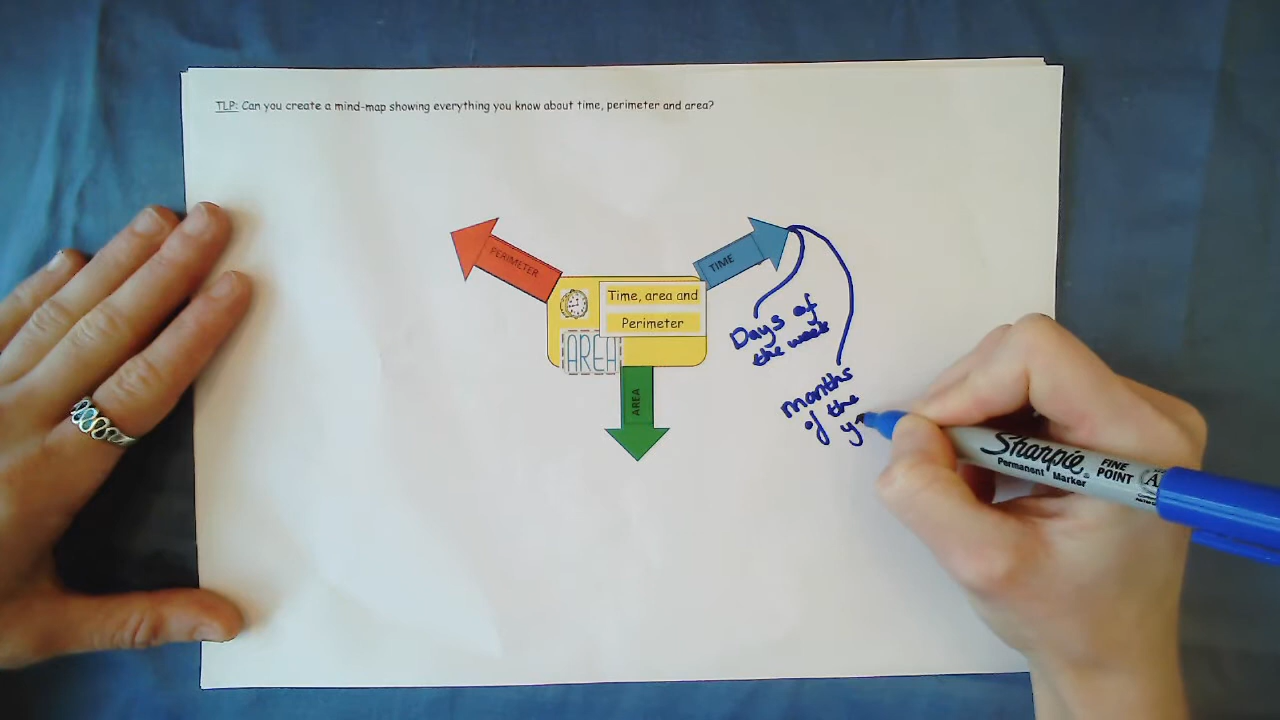 TLP: Can you create a mind-map showing everything you know about time, perimeter and area?
PERIMETER
TIME
Time, area and
Perimeter
AREA
AREA
Days of
the week
months
of the
y
Sharpie
Permanent Marker
FINE
POINT